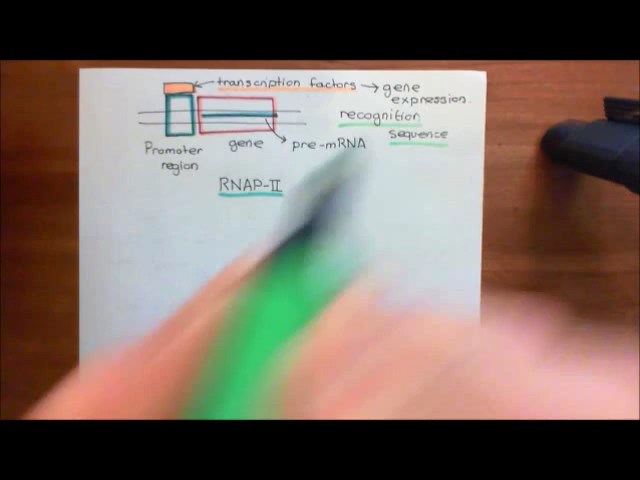 transcription factors → gene
expression.
recognition
sequence
Promoter
region
gene
pre-mRNA
RNAP-II